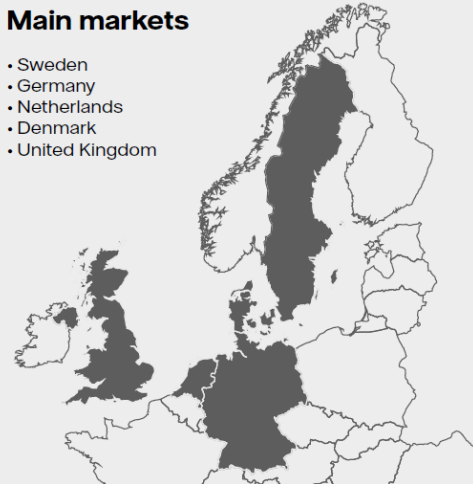 Main markets
• Sweden
• Germany
• Netherlands
• Denmark
• United Kingdom